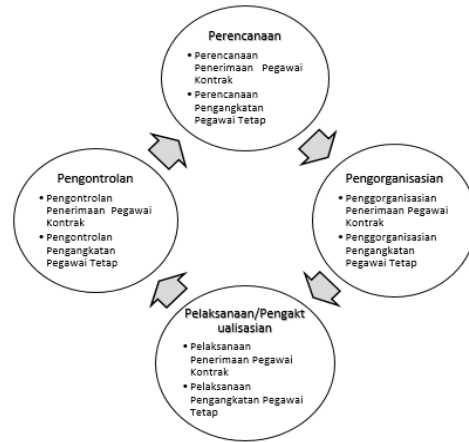 Perencanaan
• Perencanaan
Penerimaan Pegawai
Kontrak
• Perencanaan
Pengangkatan
Pegawai Tetap
Pengontrolan
• Pengontrolan
Penerimaan Pegawai
Kontrak
• Pengontrolan
Pengangkatan
Pegawai Tetap
Pengorganisasian
• Penggorganisasian
Penerimaan Pegawai
Kontrak
• Penggorganisasian
Pengangkatan
Pegawai Tetap
Pelaksanaan/Pengakt
ualisasian
• Pelaksanaan
Penerimaan Pegawai
Kontrak
• Pelaksanaan
Pengangkatan Pegawai
Tetap